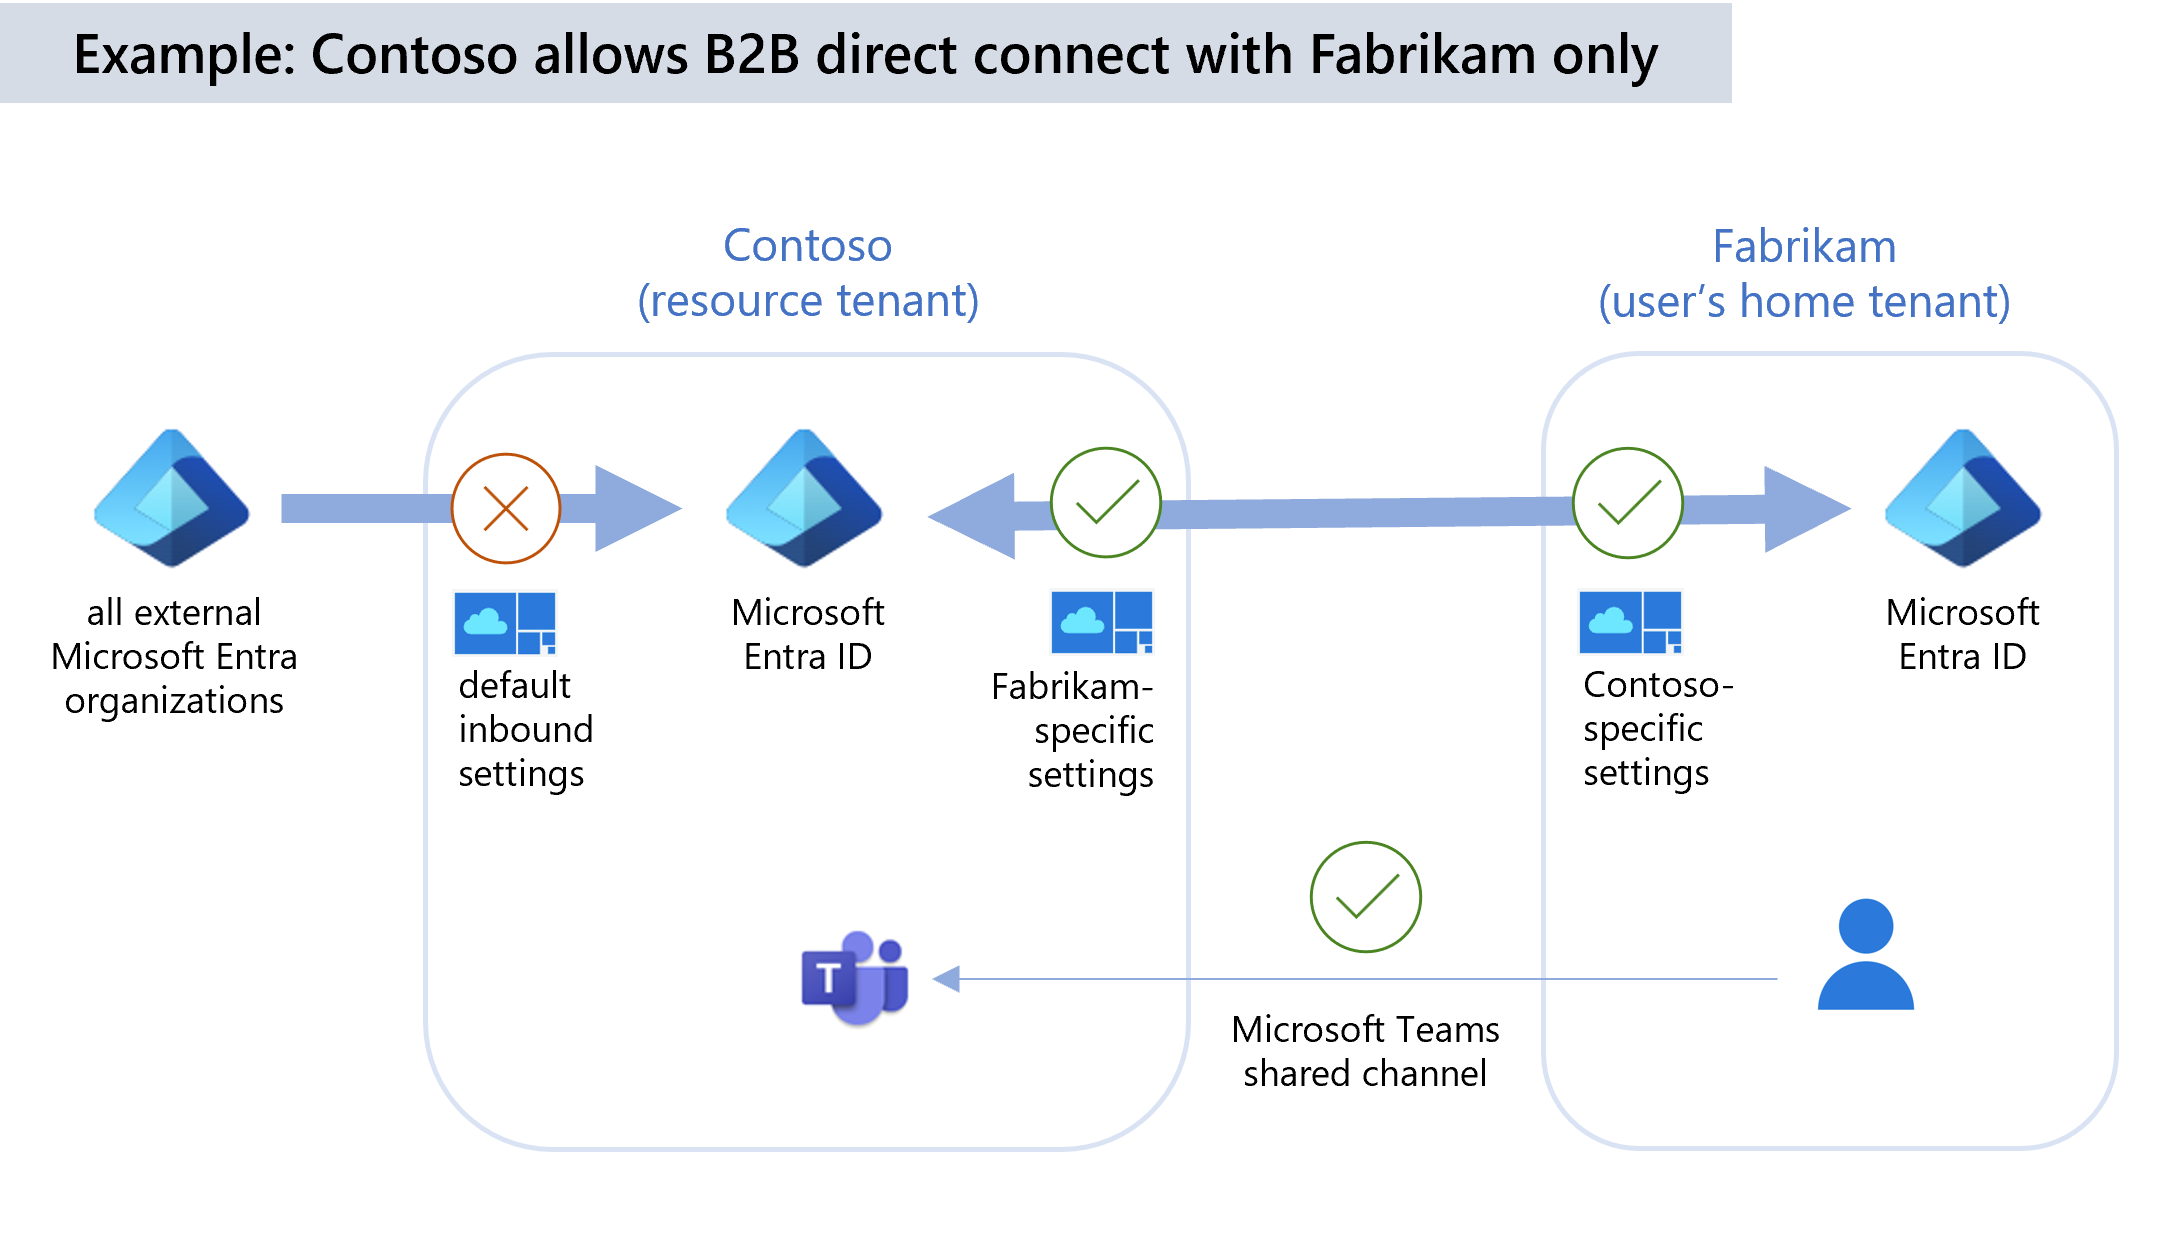 Example: Contoso allows B2B direct connect with Fabrikam only
Contoso
(resource tenant)
Fabrikam
(user’s home tenant)
all external
Microsoft Entra
organizations
default
inbound
settings
Microsoft
Entra ID
Fabrikam-
specific
settings
Contoso-
specific
settings
Microsoft
Entra ID
T
Microsoft Teams
shared channel